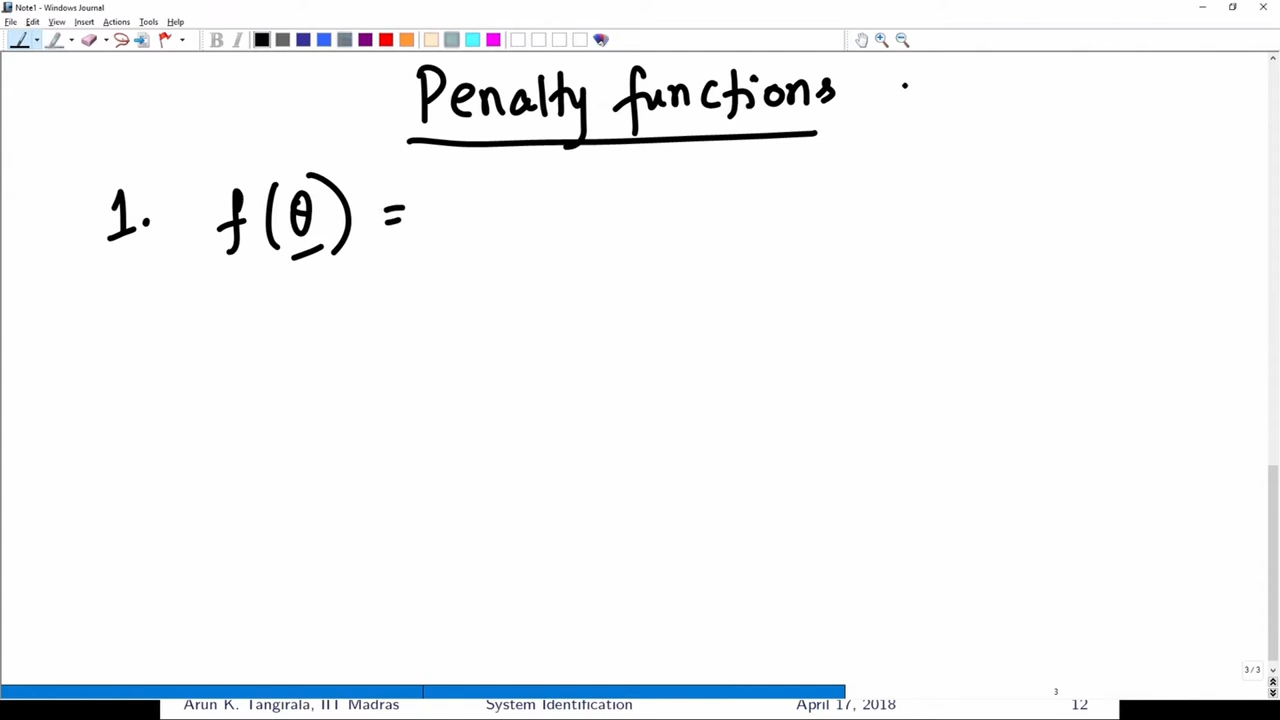 Note1 - Windows Journal
File Edit View Insert Actions Tools Help
B I
Penalty functions
1. f(θ) =
3 / 3
3
Arun K. Tangirala, IIT Madras System Identification April 17, 2018 12